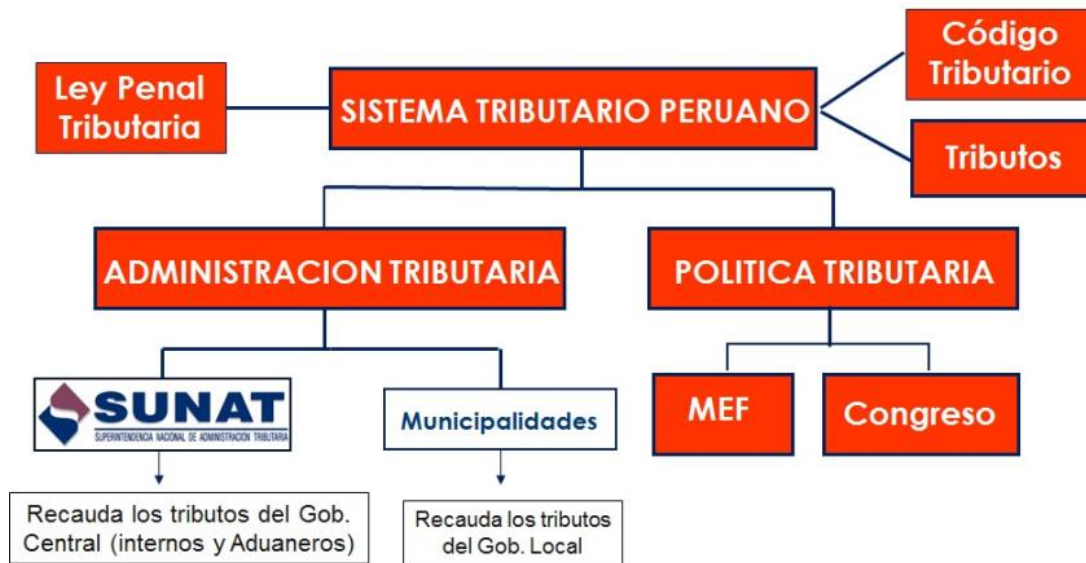 Código
Tributario
Ley Penal
Tributaria
SISTEMA TRIBUTARIO PERUANO
Tributos
ADMINISTRACION TRIBUTARIA
POLITICA TRIBUTARIA
SUNAT
SUPERINTENDENCIA NACIONAL DE ADMINISTRACION TRIBUTARIA
Municipalidades
MEF
Congreso
Recauda los tributos del Gob.
Central (internos y Aduaneros)
Recauda los tributos
del Gob. Local